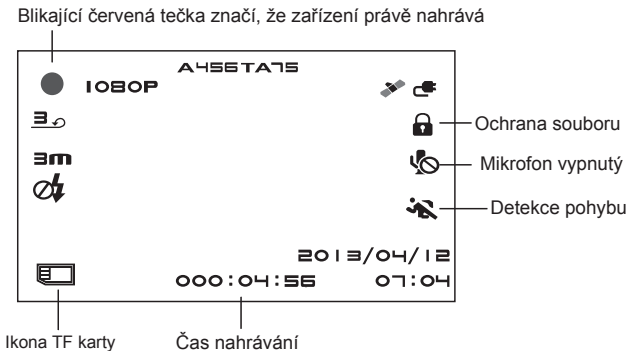 Blikající červená tečka značí, že zařízení právě nahrává
A456TA75
1080P
3
Ochrana souboru
3m
Mikrofon vypnutý
Detekce pohybu
2013/04/12
000:04:56 07:04
Ikona TF karty Čas nahrávání